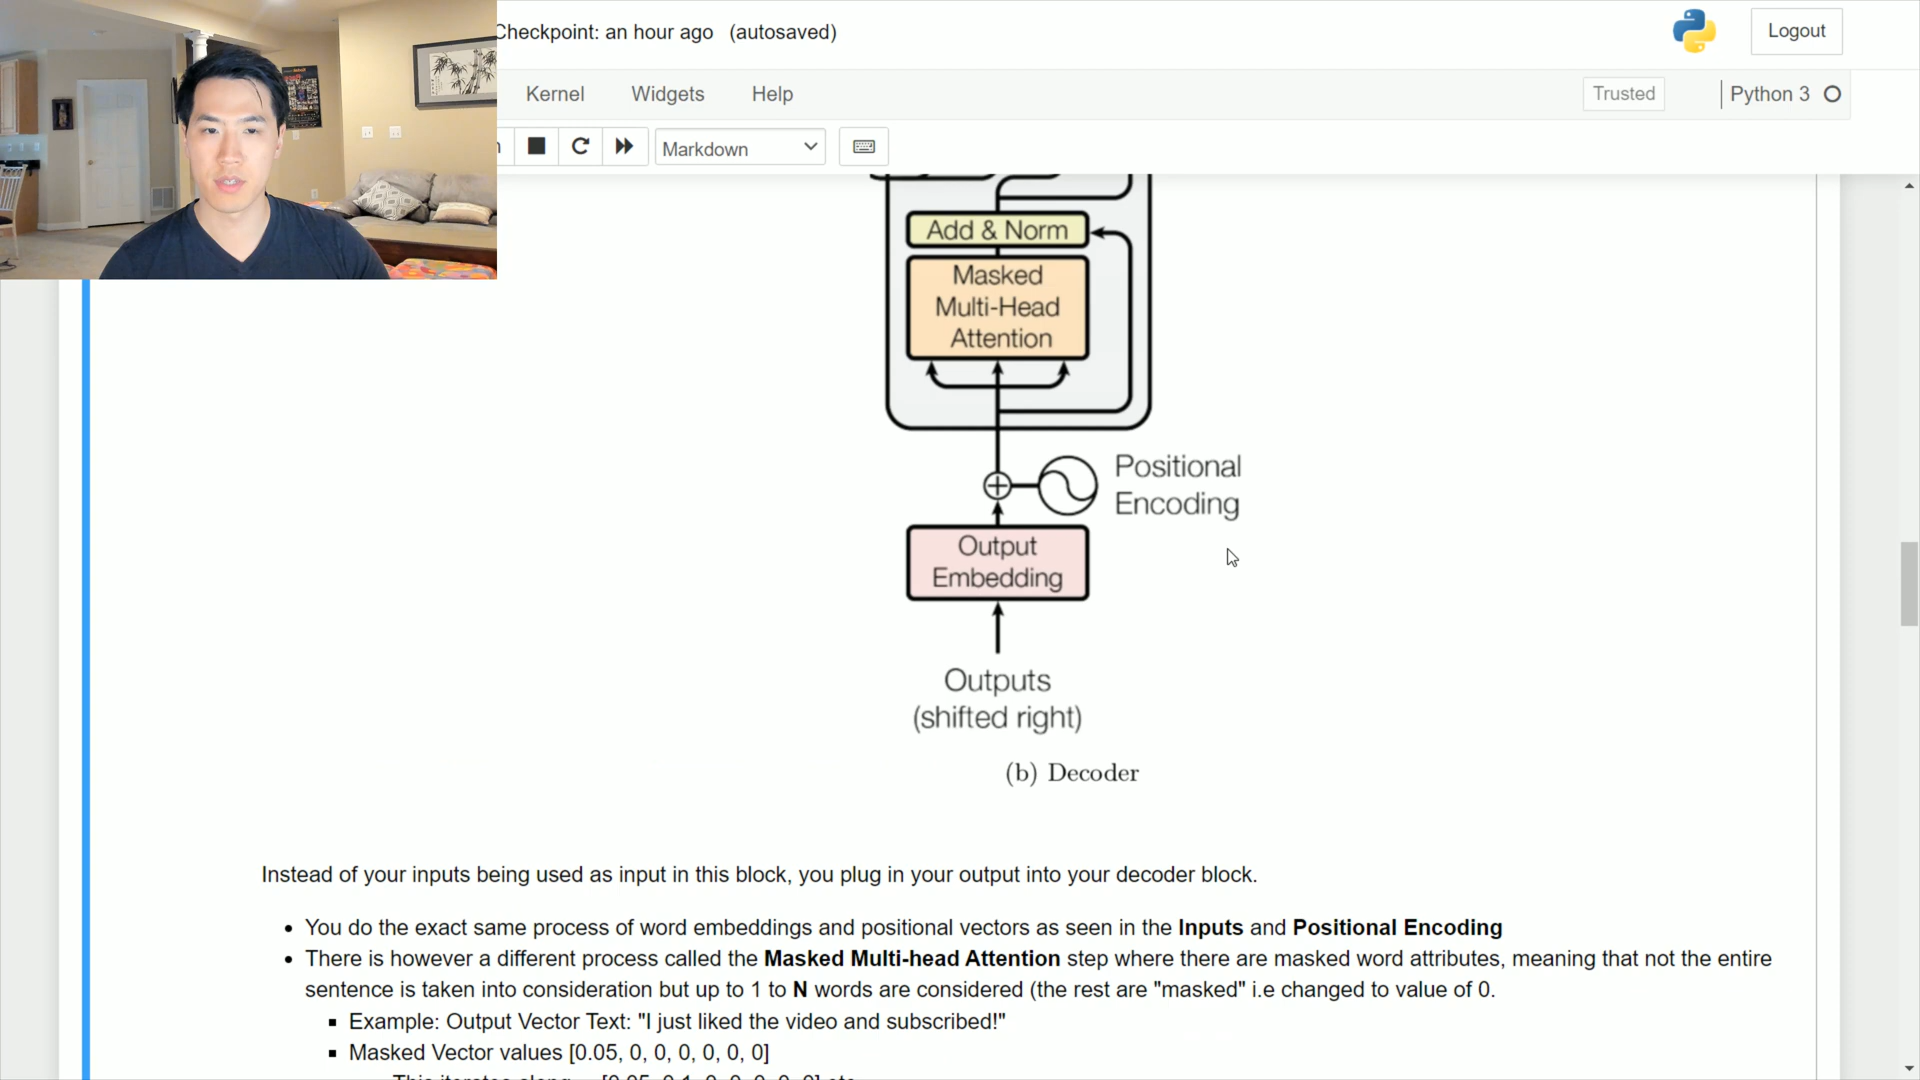 Checkpoint: an hour ago (autosaved)
Logout
Kernel Widgets Help
Trusted
Python 3
Markdown
Add & Norm
Masked
Multi-Head
Attention
Positional
Encoding
Output
Embedding
Outputs
(shifted right)
(b) Decoder
Instead of your inputs being used as input in this block, you plug in your output into your decoder block.
You do the exact same process of word embeddings and positional vectors as seen in the Inputs and Positional Encoding
There is however a different process called the Masked Multi-head Attention step where there are masked word attributes, meaning that not the entire
sentence is taken into consideration but up to 1 to N words are considered (the rest are "masked" i.e changed to value of 0.
Example: Output Vector Text: "I just liked the video and subscribed!"
Masked Vector values [0.05, 0, 0, 0, 0, 0, 0]